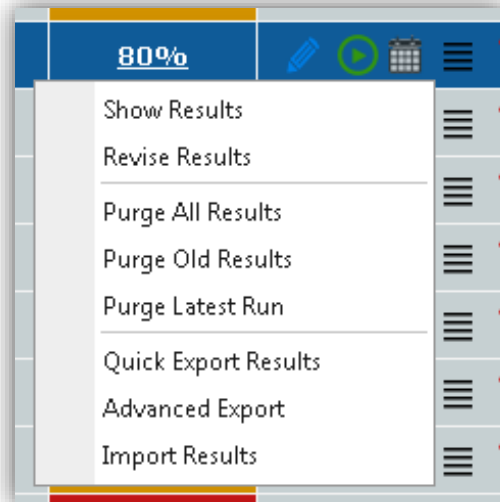 80%
Show Results
Revise Results
Purge All Results
Purge Old Results
Purge Latest Run
Quick Export Results
Advanced Export
Import Results